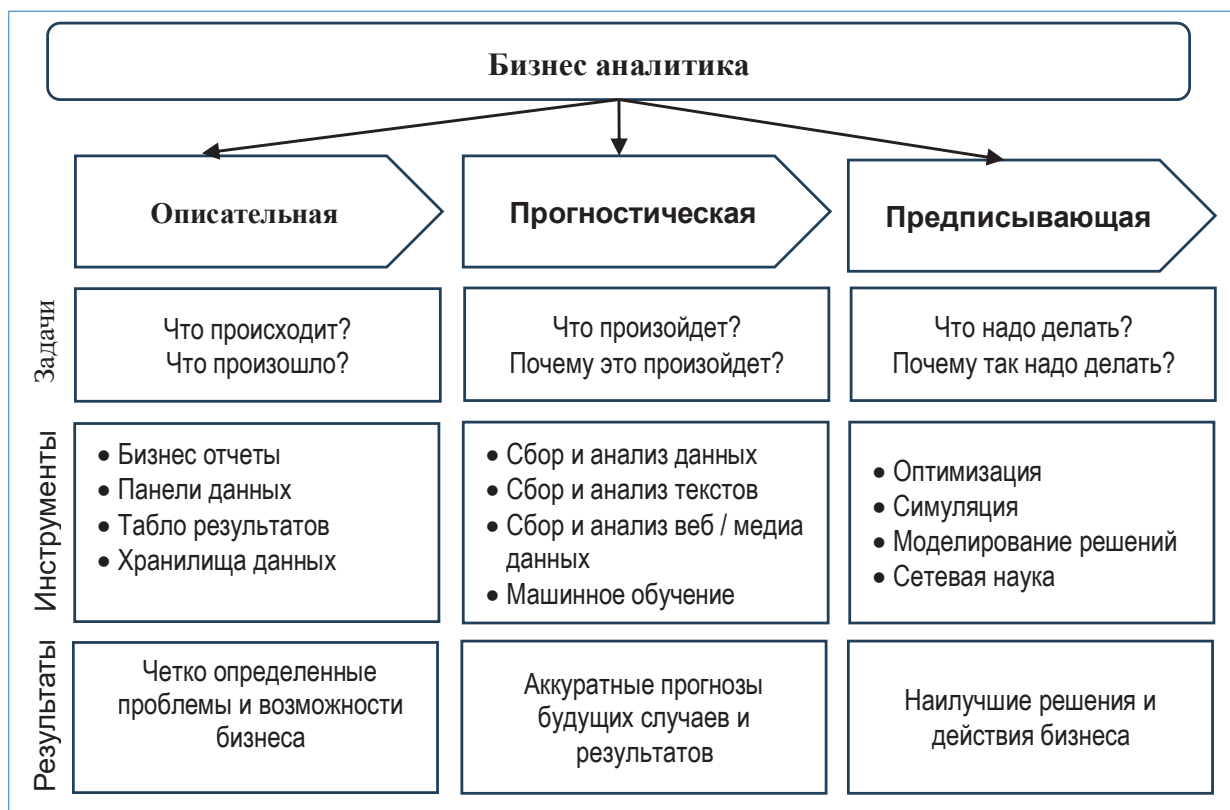 Бизнес аналитика
Описательная
Прогностическая
Предписывающая
Задачи
Что происходит?
Что произошло?
Что произойдет?
Почему это произойдет?
Что надо делать?
Почему так надо делать?
Инструменты
• Бизнес отчеты
• Панели данных
• Табло результатов
• Хранилища данных
• Сбор и анализ данных
• Сбор и анализ текстов
• Сбор и анализ веб / медиа
данных
• Машинное обучение
• Оптимизация
• Симуляция
• Моделирование решений
• Сетевая наука
Результаты
Четко определенные
проблемы и возможности
бизнеса
Аккуратные прогнозы
будущих случаев и
результатов
Наилучшие решения и
действия бизнеса